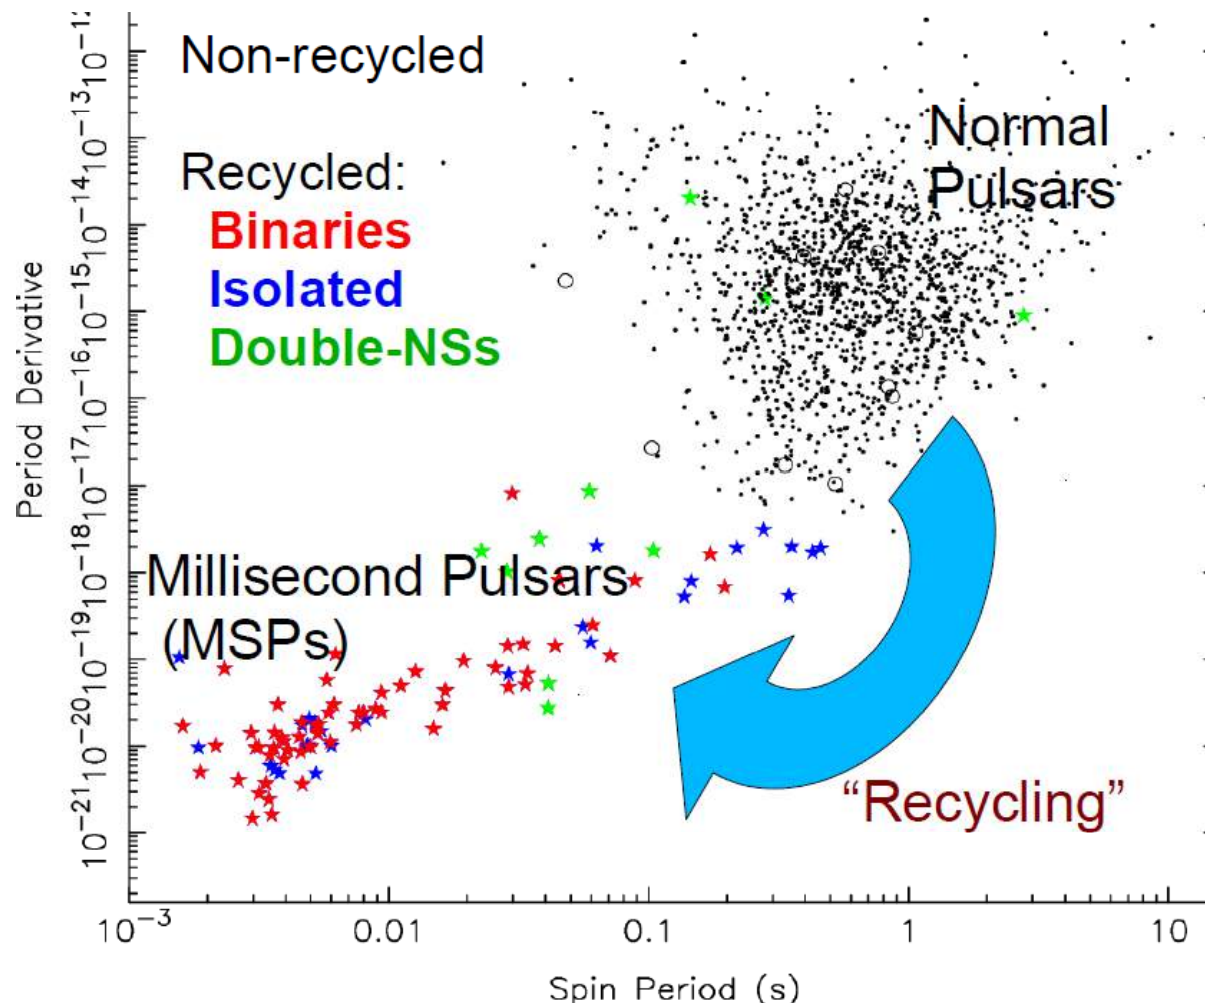 Non-recycled
Recycled:
Binaries
Isolated
Double-NSs
Normal
Pulsars
Millisecond Pulsars
(MSPs)
“Recycling”
Period Derivative
10⁻¹²
10⁻¹³
10⁻¹⁴
10⁻¹⁵
10⁻¹⁶
10⁻¹⁷
10⁻¹⁸
10⁻¹⁹
10⁻²⁰
10⁻²¹
10⁻³ 0.01 0.1 1 10
Spin Period (s)